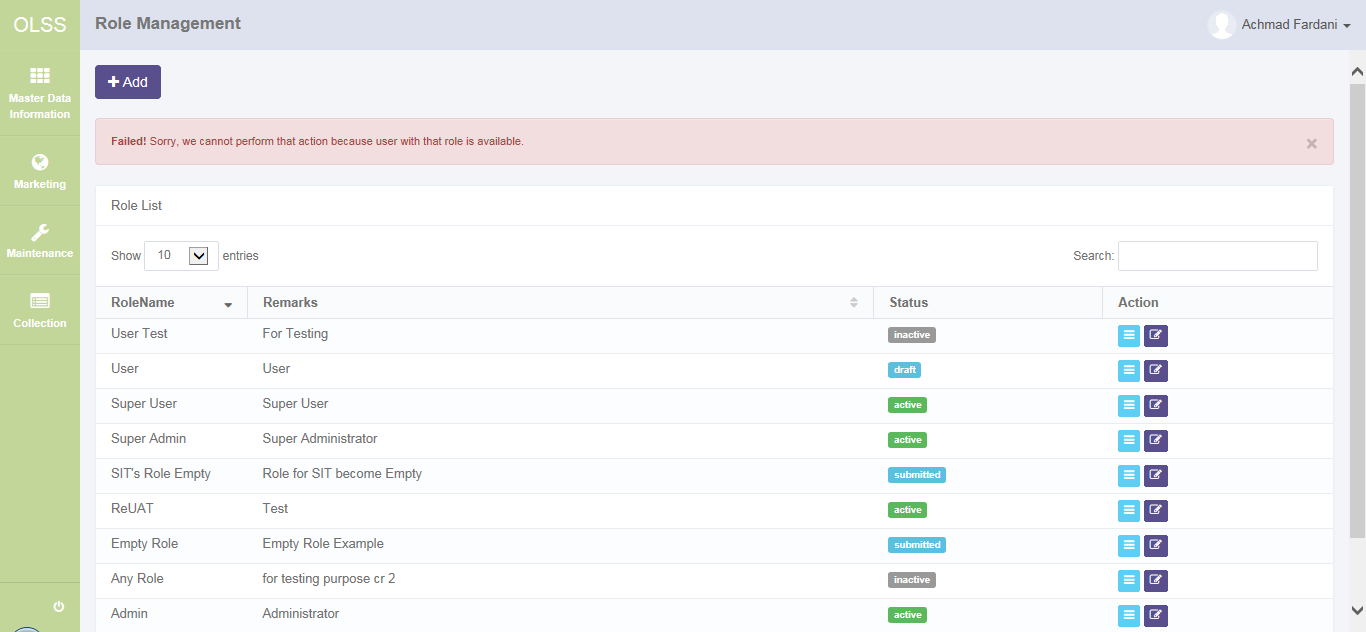 OLSS
Role Management
Achmad Fardani
Master Data
Information
Marketing
Maintenance
Collection
Add
Failed! Sorry, we cannot perform that action because user with that role is available.
×
Role List
Show 10 entries
Search:
RoleName Remarks Status Action
User Test For Testing inactive
User User draft
Super User Super User active
Super Admin Super Administrator active
SIT's Role Empty Role for SIT become Empty submitted
ReUAT Test active
Empty Role Empty Role Example submitted
Any Role for testing purpose cr 2 inactive
Admin Administrator active